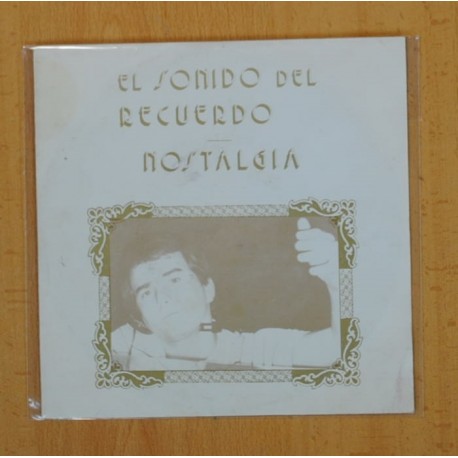 EL SONIDO DEL
RECUERDO
NOSTALGIA